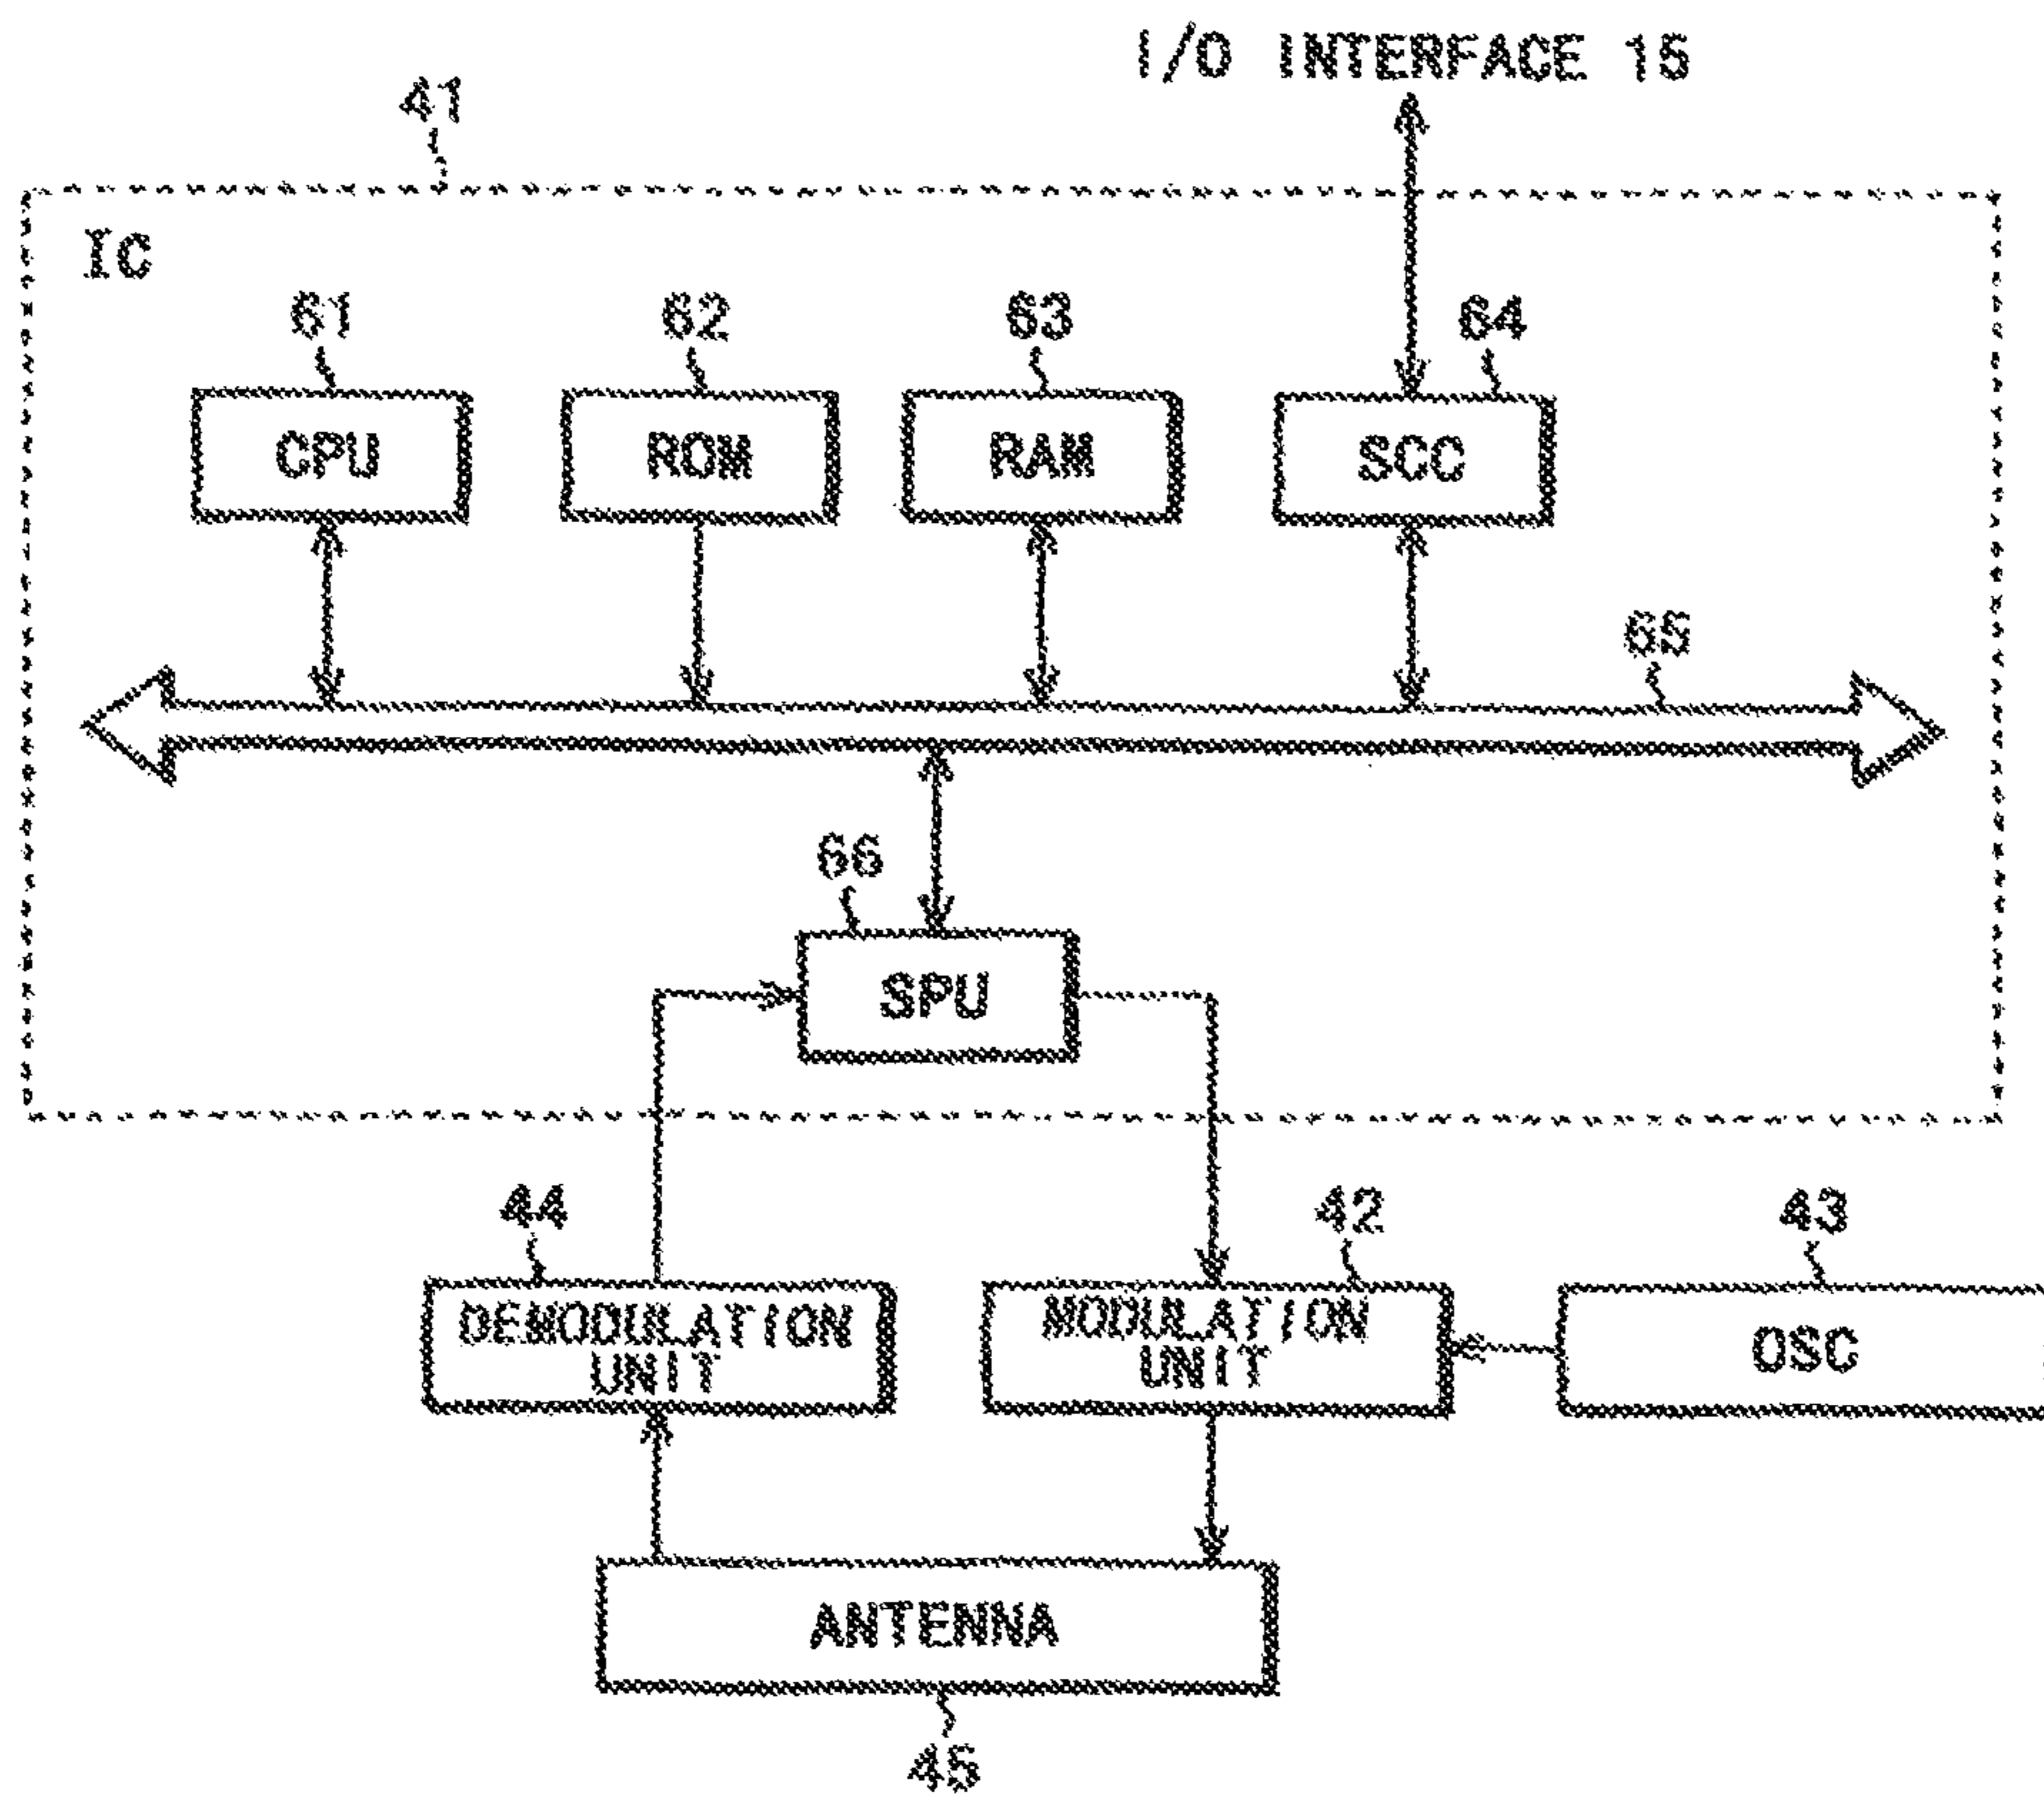 I/O INTERFACE 15
41
IC
61
62
63
64
CPU
ROM
RAM
SCC
65
66
SPU
44
42
43
DEMODULATION
UNIT
MODULATION
UNIT
OSC
ANTENNA
45